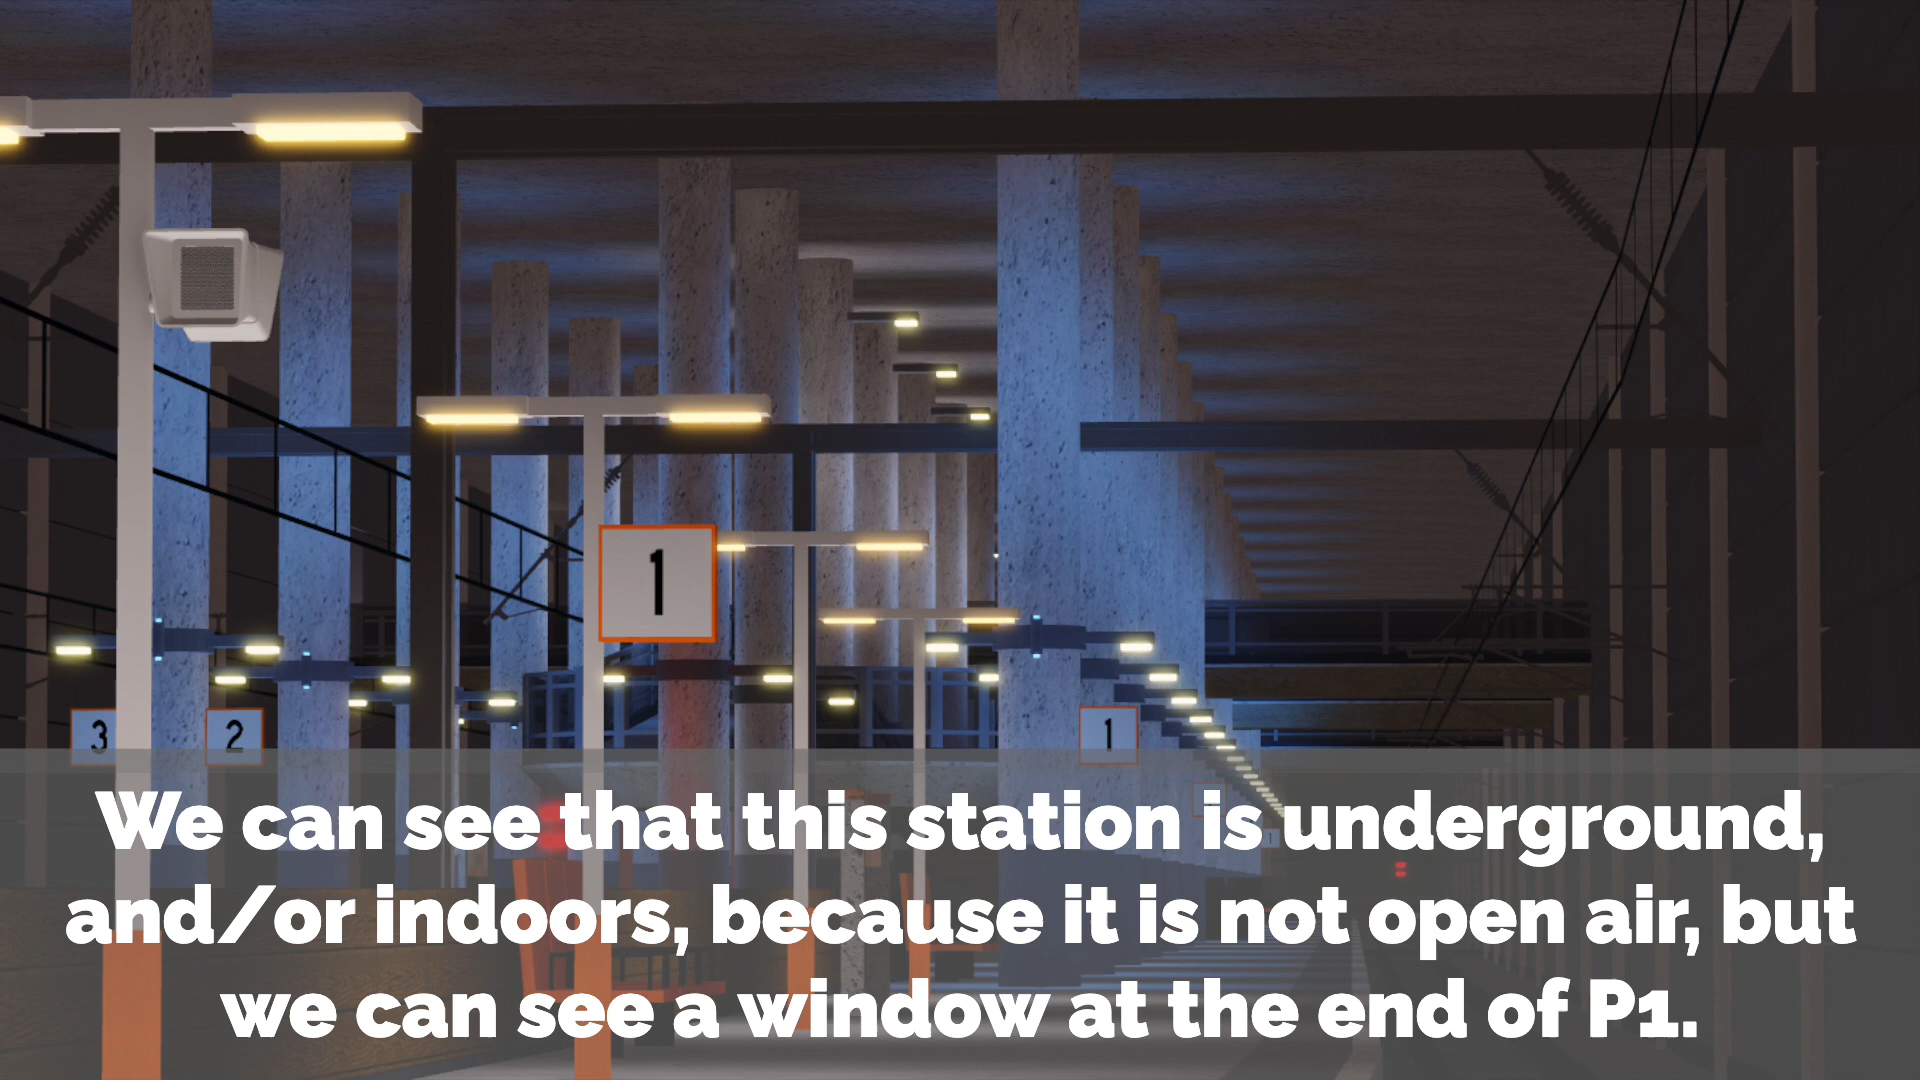 1
3
2
1
We can see that this station is underground,
and/or indoors, because it is not open air, but
we can see a window at the end of P1.